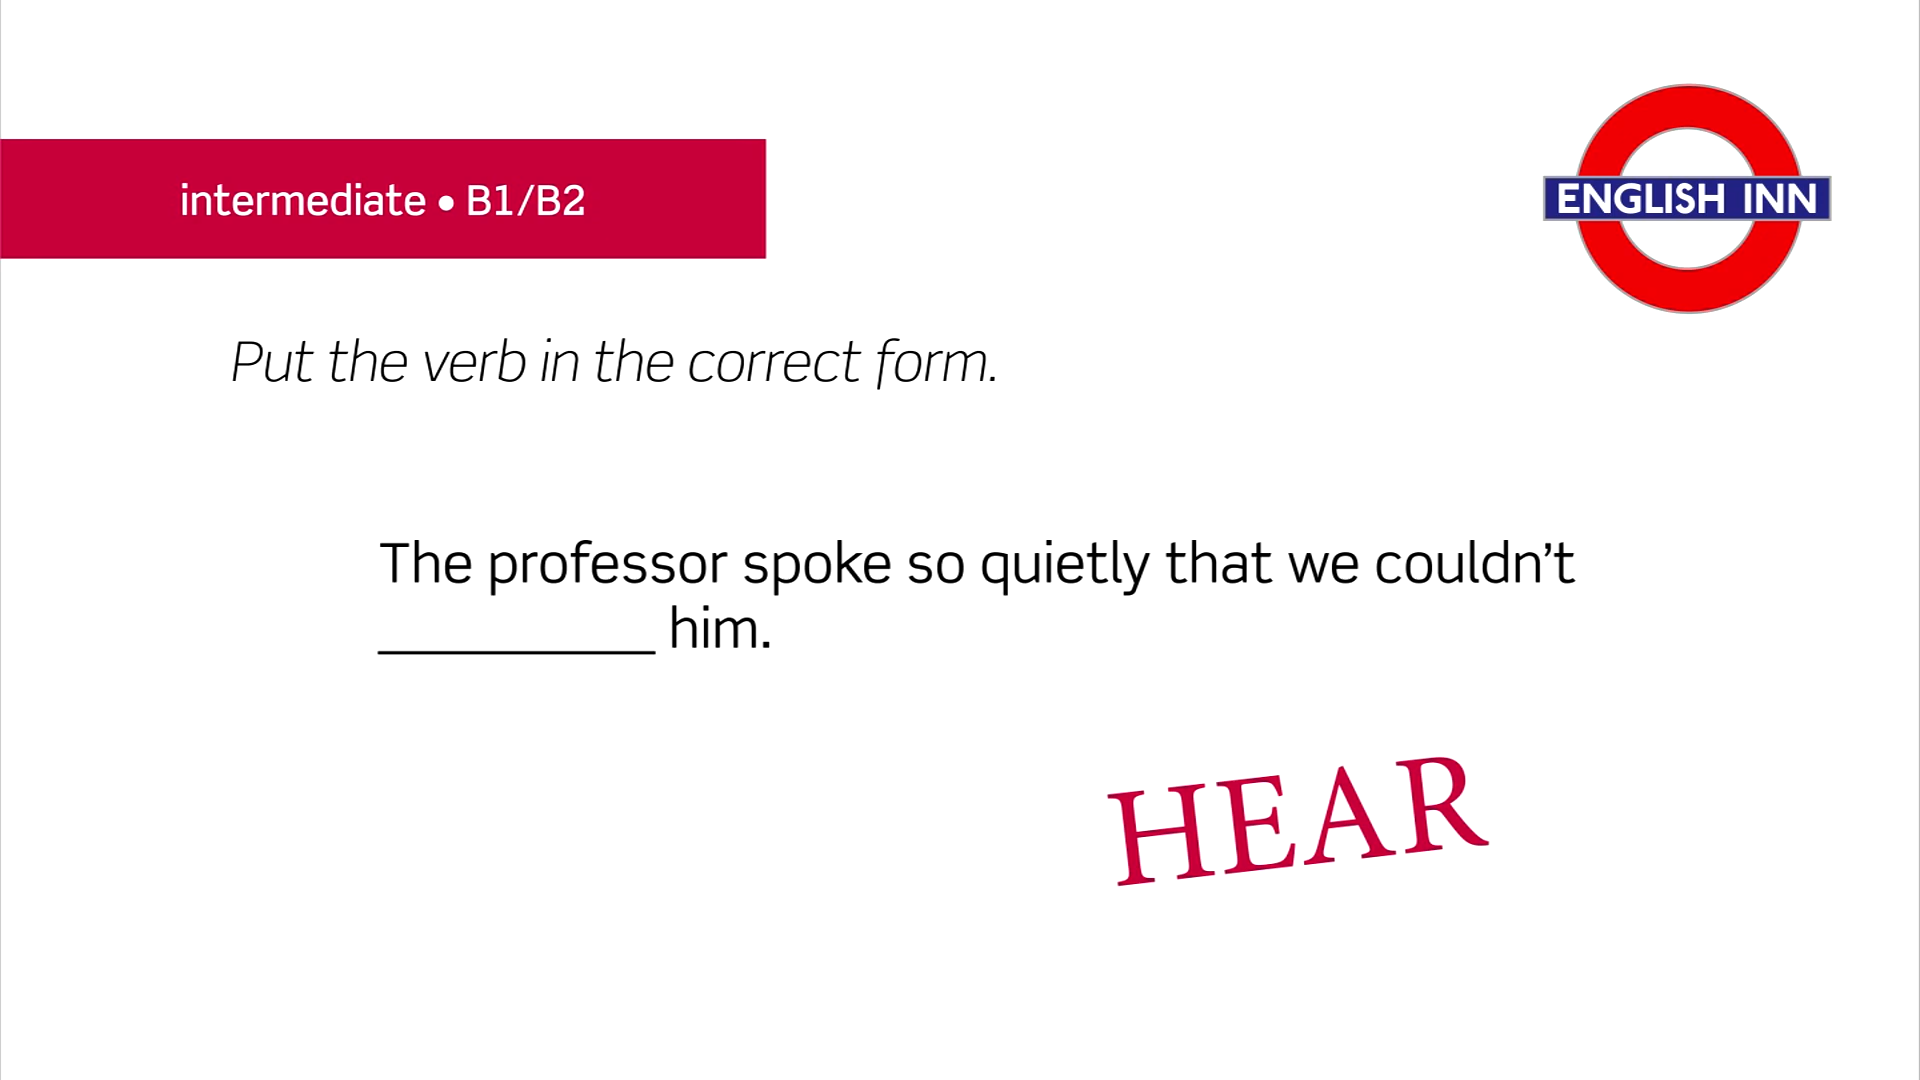 ENGLISH INN
intermediate • B1/B2
Put the verb in the correct form.
The professor spoke so quietly that we couldn’t
__________ him.
HEAR